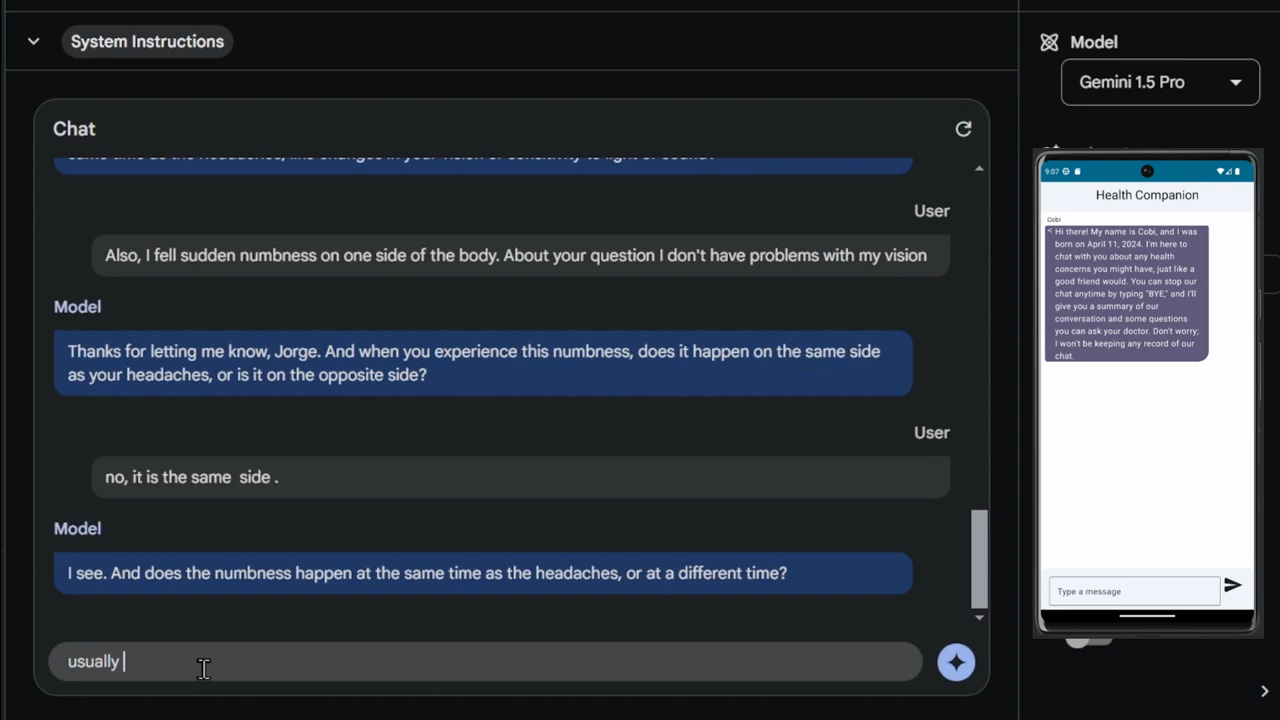 System Instructions
Model
Gemini 1.5 Pro
Chat
User
Also, I fell sudden numbness on one side of the body. About your question I don't have problems with my vision
Model
Thanks for letting me know, Jorge. And when you experience this numbness, does it happen on the same side
as your headaches, or is it on the opposite side?
User
no, it is the same  side .
Model
I see. And does the numbness happen at the same time as the headaches, or at a different time?
usually
9:07
Health Companion
Cobi
Hi there! My name is Cobi, and I was
born on April 11, 2024. I'm here to
chat with you about any health
concerns you might have, just like a
good friend would. You can stop our
chat anytime by typing "BYE," and I'll
give you a summary of our
conversation and some questions
you can ask your doctor. Don't worry;
I won't be keeping any record of our
chat.
Type a message